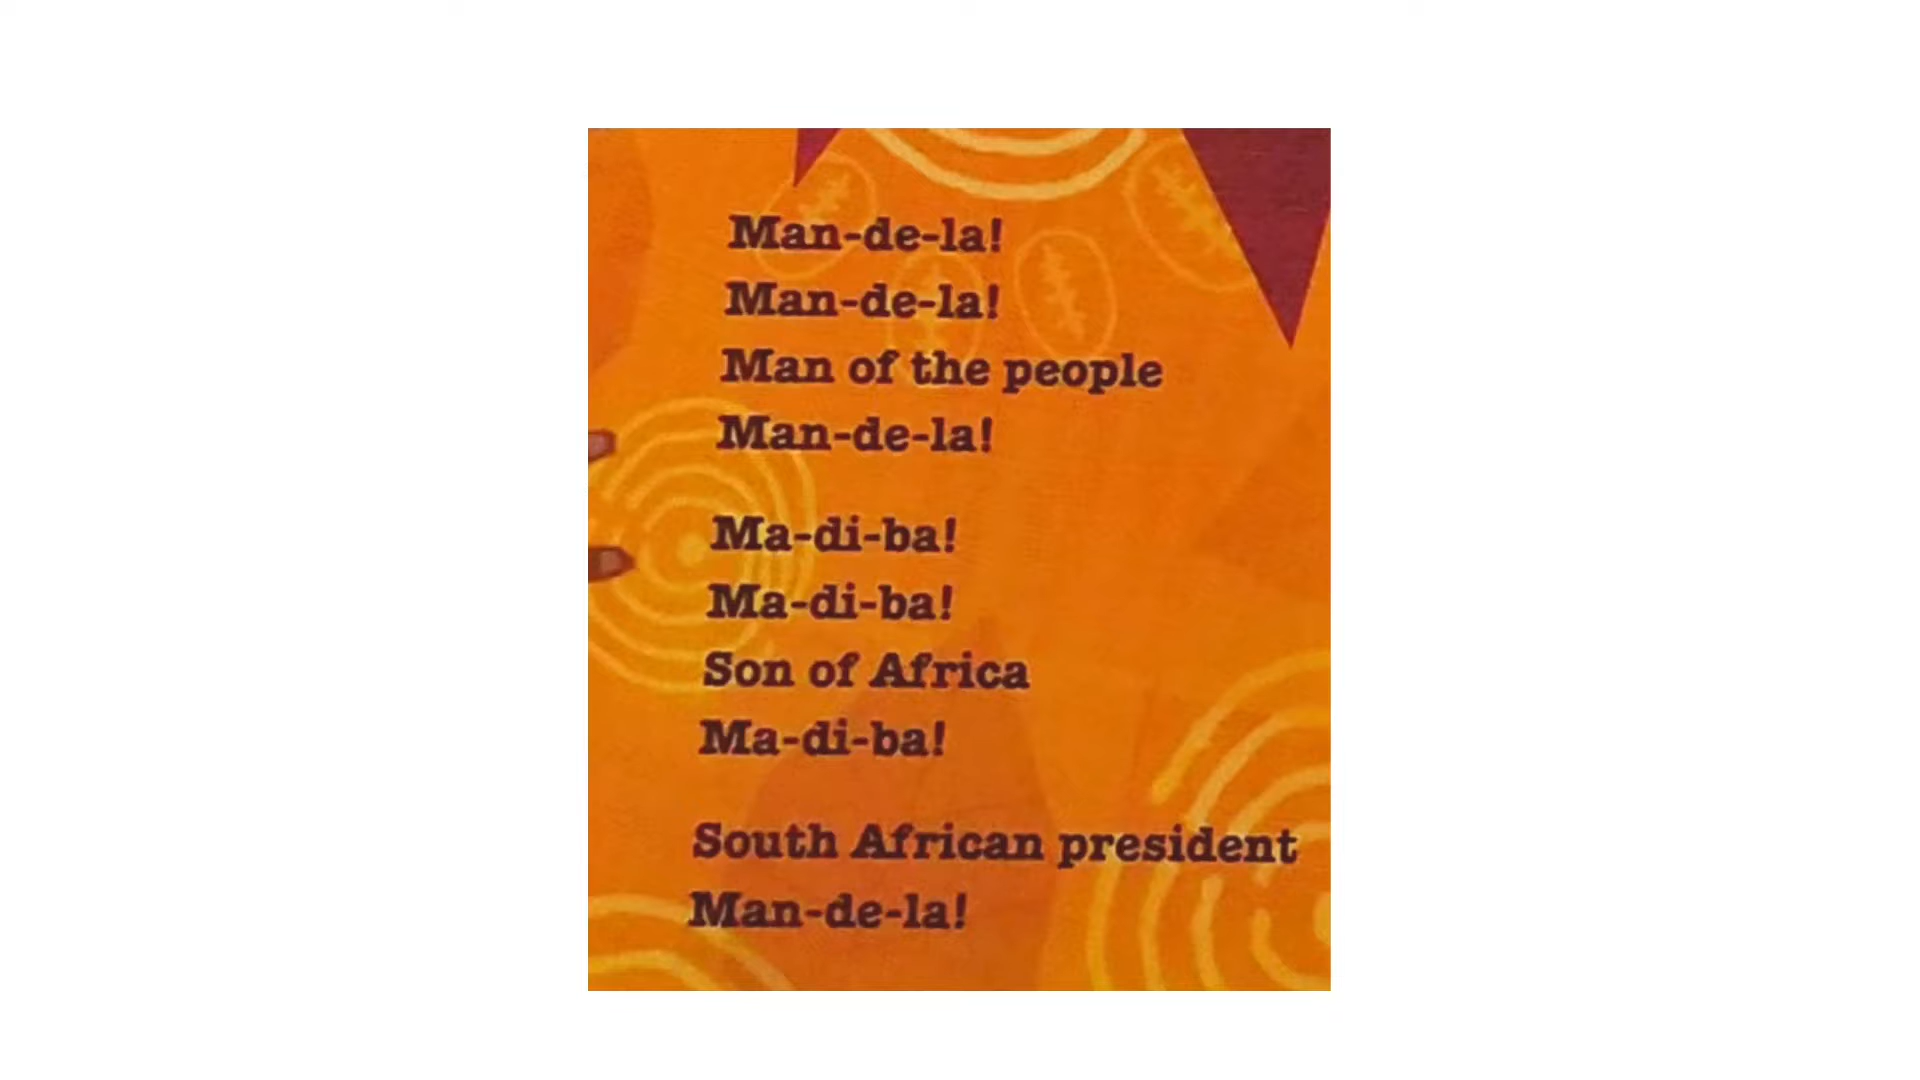 Man-de-la!
Man-de-la!
Man of the people
Man-de-la!
Ma-di-ba!
Ma-di-ba!
Son of Africa
Ma-di-ba!
South African president
Man-de-la!